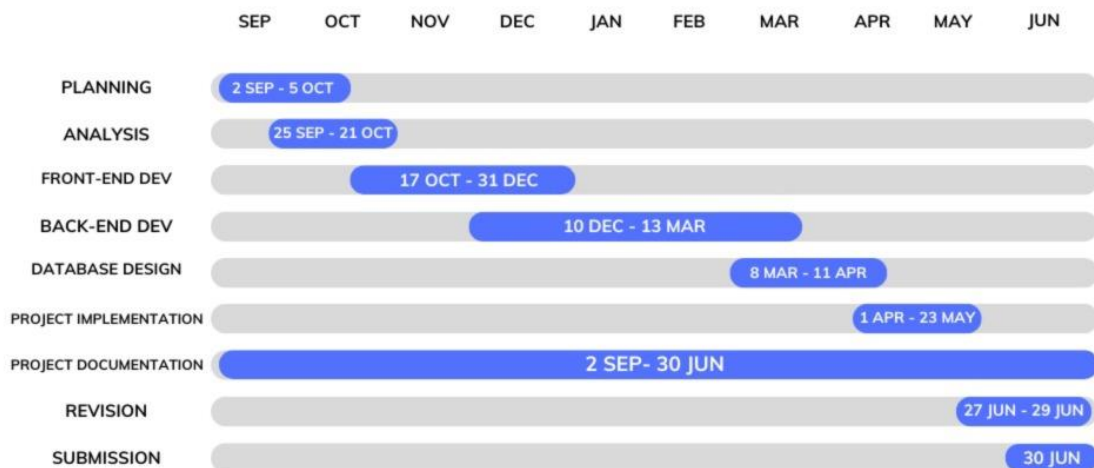 SEP OCT NOV DEC JAN FEB MAR APR MAY JUN
PLANNING 2 SEP - 5 OCT
ANALYSIS 25 SEP - 21 OCT
FRONT-END DEV 17 OCT - 31 DEC
BACK-END DEV 10 DEC - 13 MAR
DATABASE DESIGN 8 MAR - 11 APR
PROJECT IMPLEMENTATION 1 APR - 23 MAY
PROJECT DOCUMENTATION 2 SEP- 30 JUN
REVISION 27 JUN - 29 JUN
SUBMISSION 30 JUN